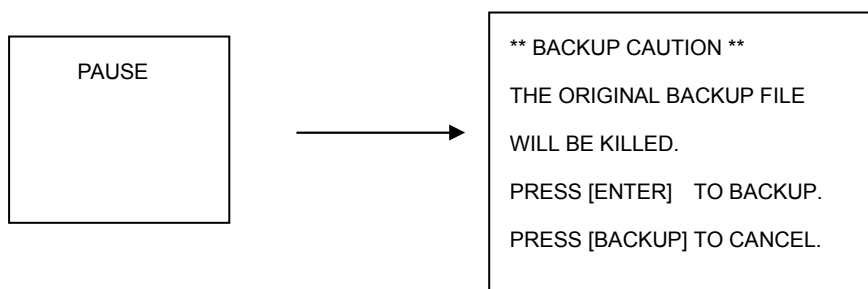 PAUSE
** BACKUP CAUTION **
THE ORIGINAL BACKUP FILE
WILL BE KILLED.
PRESS [ENTER] TO BACKUP.
PRESS [BACKUP] TO CANCEL.